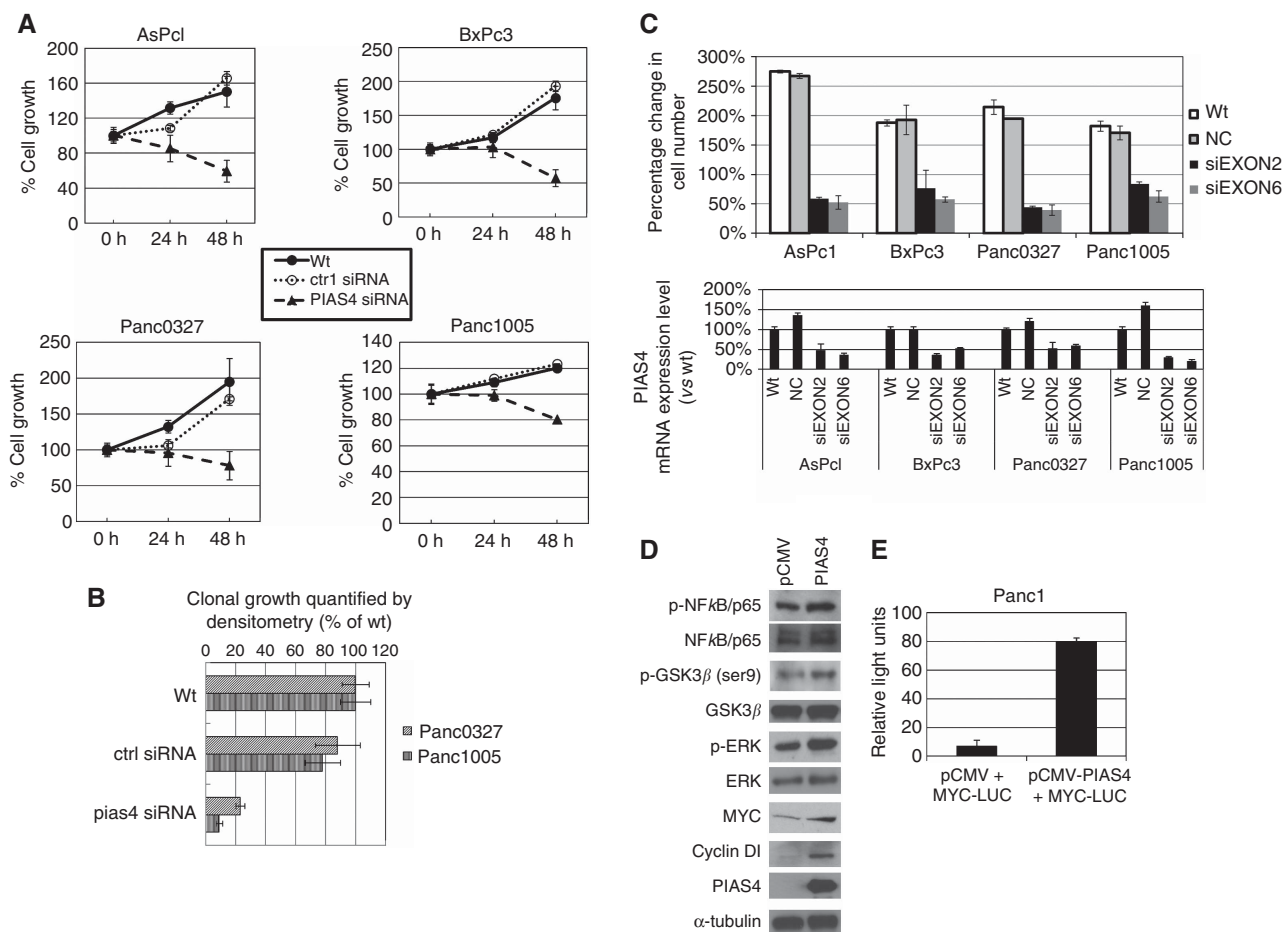 A
AsPcl
200
160
120
80
40
0
% Cell growth
0 h 24 h 48 h
BxPc3
250
200
150
100
50
0
% Cell growth
0 h 24 h 48 h
Wt
ctr1 siRNA
PIAS4 siRNA
Panc0327
250
200
150
100
50
0
% Cell growth
0 h 24 h 48 h
Panc1005
140
120
100
80
60
40
20
0
% Cell growth
0 h 24 h 48 h
B
Clonal growth quantified by
densitometry (% of wt)
0 20 40 60 80 100 120
Wt
ctrl siRNA
pias4 siRNA
Panc0327
Panc1005
C
300%
250%
200%
150%
100%
50%
0%
Percentage change in
cell number
AsPc1 BxPc3 Panc0327 Panc1005
Wt
NC
siEXON2
siEXON6
200%
150%
100%
50%
0%
PIAS4
mRNA expression level
(vs wt)
Wt NC siEXON2 siEXON6 Wt NC siEXON2 siEXON6 Wt NC siEXON2 siEXON6 Wt NC siEXON2 siEXON6
AsPcl BxPc3 Panc0327 Panc1005
D
pCMV PIAS4
p-NFkB/p65
NFkB/p65
p-GSK3β (ser9)
GSK3β
p-ERK
ERK
MYC
Cyclin DI
PIAS4
α-tubulin
E
Panc1
100
80
60
40
20
0
Relative light units
pCMV + pCMV-PIAS4
MYC-LUC + MYC-LUC